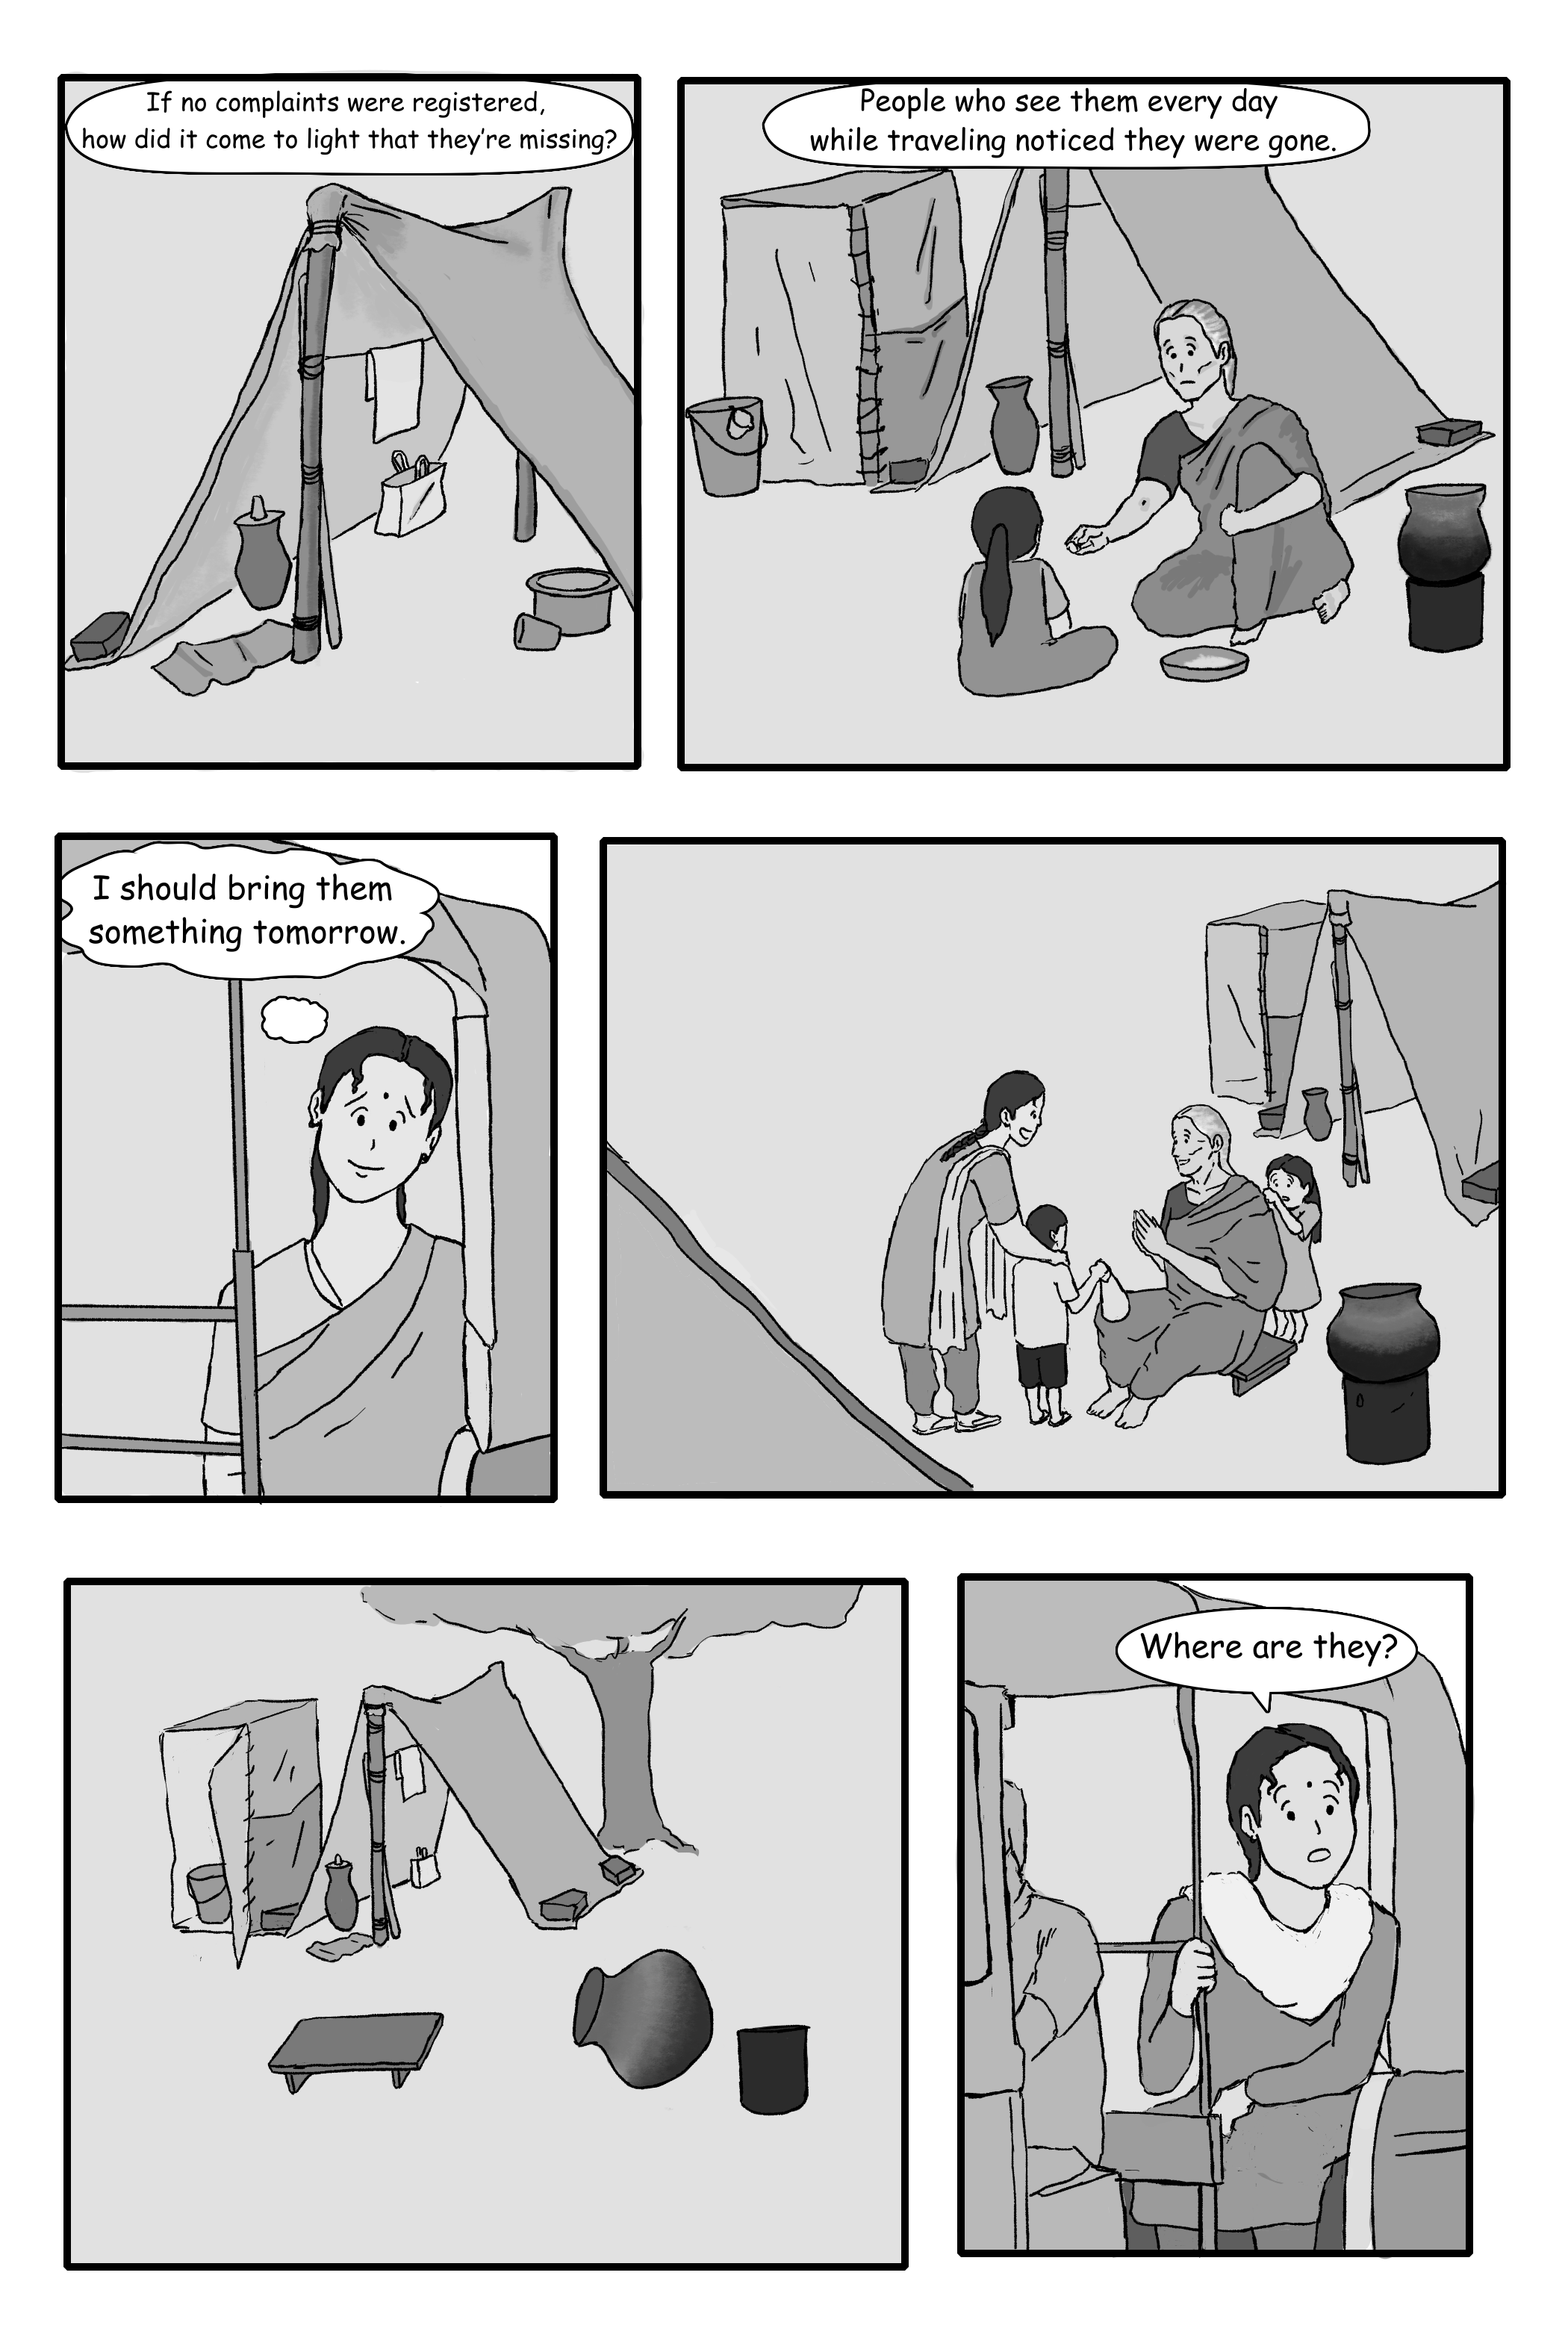 If no complaints were registered,
how did it come to light that they're missing?
People who see them every day
while traveling noticed they were gone.
I should bring them
something tomorrow.
Where are they?